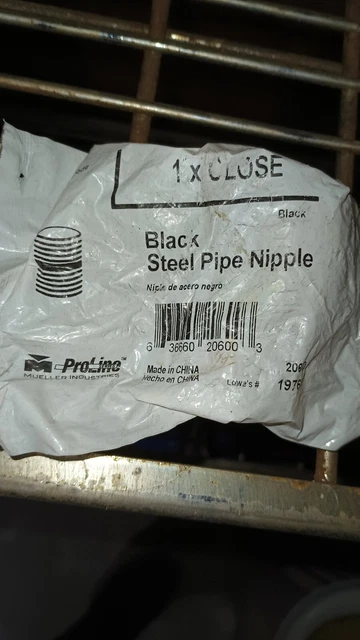 1 x CLOSE
Black
Black
Steel Pipe Nipple
Niple de acero negro
6 36660 20600 3
ProLine™
MUELLER INDUSTRIES
Made in CHINA
Hecho en CHINA
Lowe's #